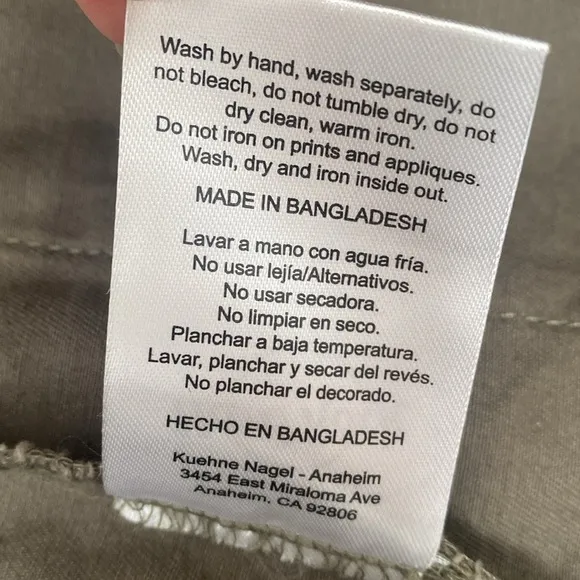 Wash by hand, wash separately, do
not bleach, do not tumble dry, do not
dry clean, warm iron.
Do not iron on prints and appliques.
Wash, dry and iron inside out.
MADE IN BANGLADESH
Lavar a mano con agua fría.
No usar lejía/Alternativos.
No usar secadora.
No limpiar en seco.
Planchar a baja temperatura.
Lavar, planchar y secar del revés.
No planchar el decorado.
HECHO EN BANGLADESH
Kuehne Nagel - Anaheim
3454 East Miraloma Ave
Anaheim, CA 92806